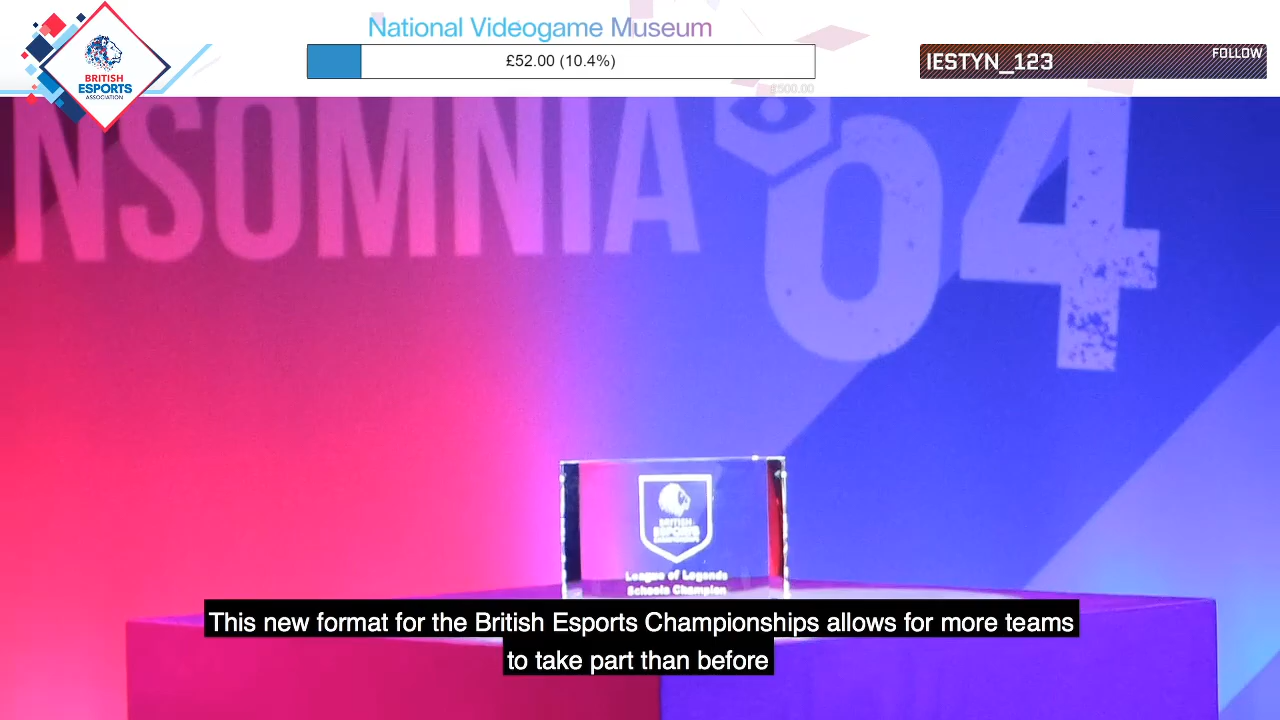 National Videogame Museum
£52.00 (10.4%)
£500.00
IESTYN_123
FOLLOW
BRITISH
ESPORTS
ASSOCIATION
NSOMNIA 64
BRITISH
ESPORTS
League of Legends
Schools Champion
This new format for the British Esports Championships allows for more teams
to take part than before